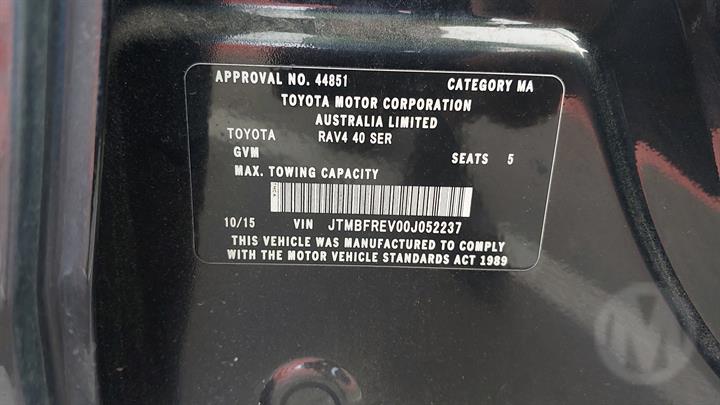 APPROVAL NO. 44851 CATEGORY MA
TOYOTA MOTOR CORPORATION
AUSTRALIA LIMITED
TOYOTA RAV4 40 SER
GVM SEATS 5
MAX. TOWING CAPACITY
10/15 VIN JTMBFREV00J052237
THIS VEHICLE WAS MANUFACTURED TO COMPLY
WITH THE MOTOR VEHICLE STANDARDS ACT 1989
M